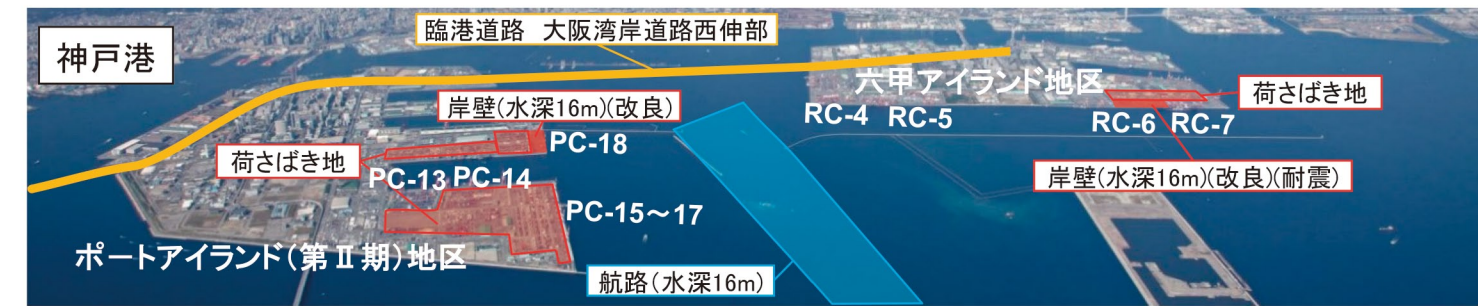 神戸港
臨港道路 大阪湾岸道路西伸部
六甲アイランド地区
荷さばき地
岸壁(水深16m)(改良)
RC-4 RC-5
RC-6 RC-7
PC-18
荷さばき地
PC-13 PC-14
岸壁(水深16m)(改良)(耐震)
PC-15～17
ポートアイランド(第Ⅱ期)地区
航路(水深16m)